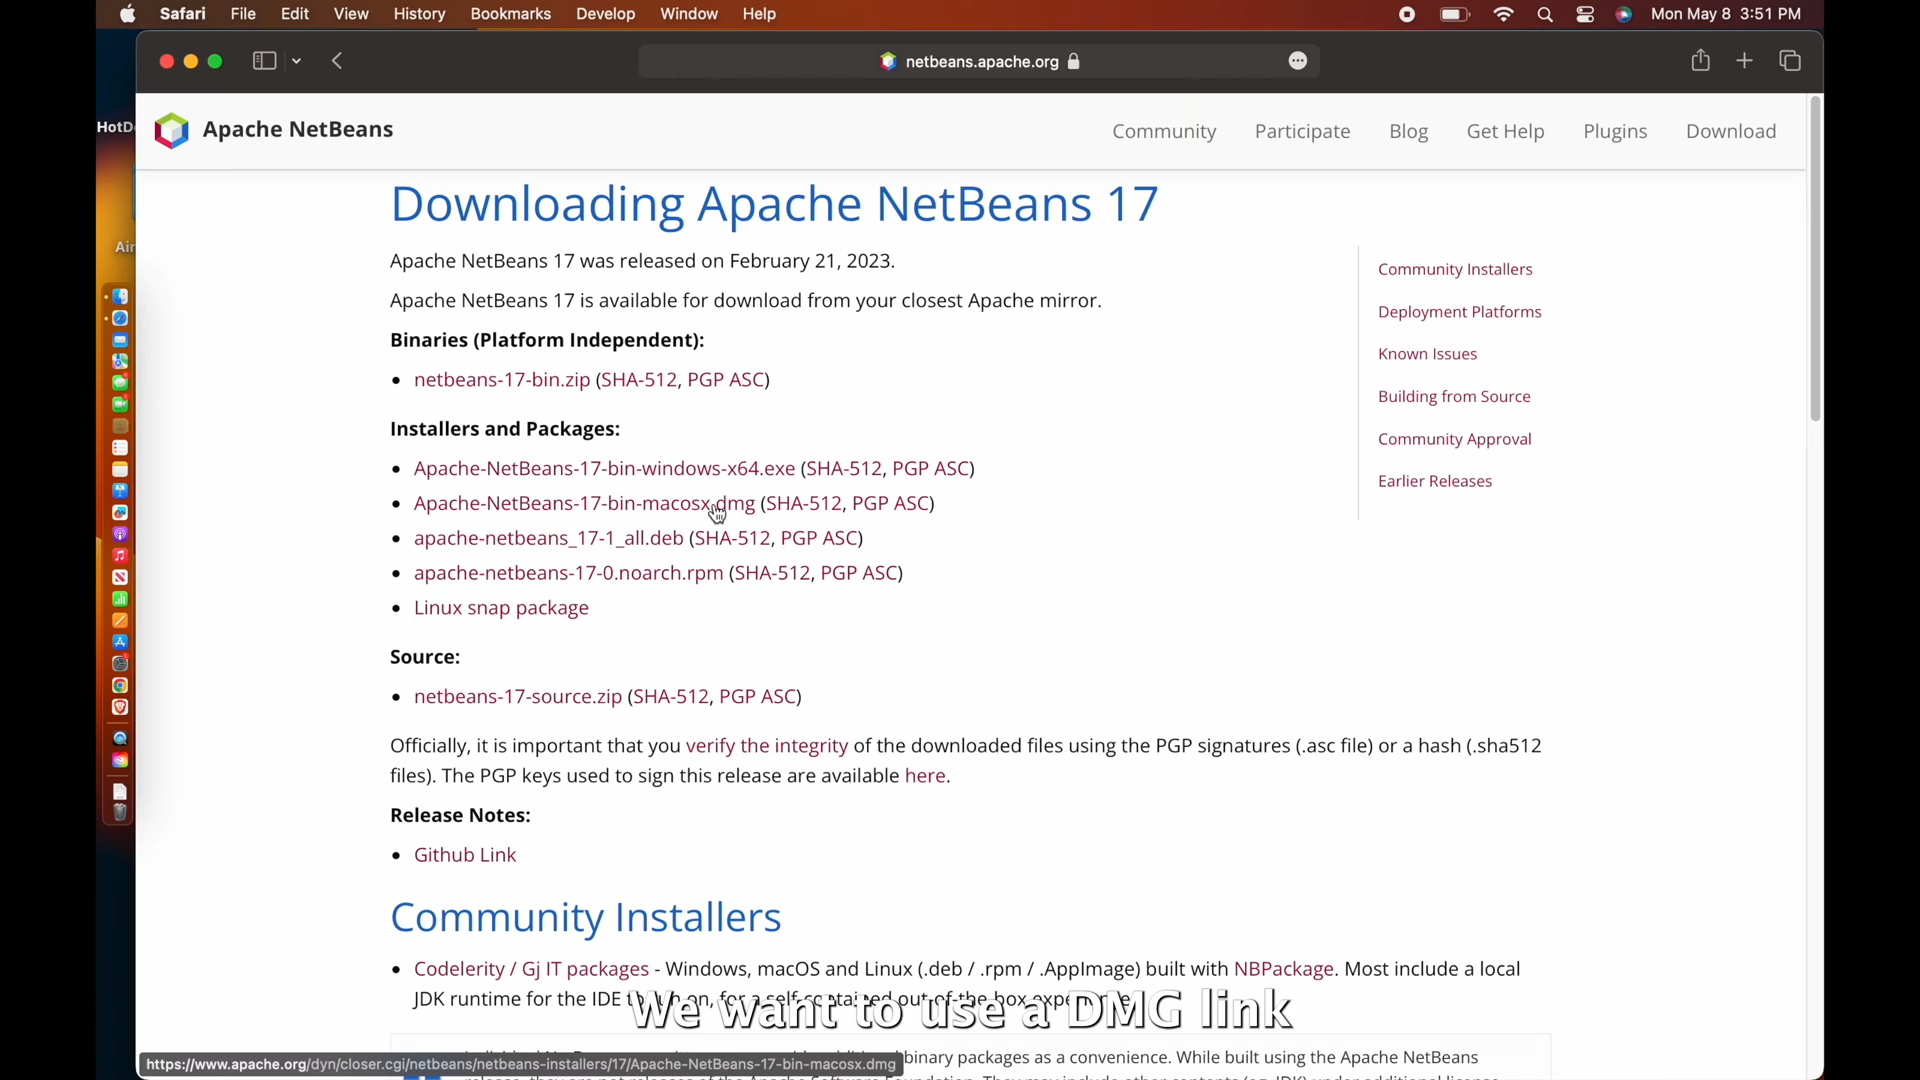 Safari File Edit View History Bookmarks Develop Window Help Mon May 8 3:51 PM
netbeans.apache.org
HotD
Air
Apache NetBeans
Community Participate Blog Get Help Plugins Download
Downloading Apache NetBeans 17
Apache NetBeans 17 was released on February 21, 2023.
Apache NetBeans 17 is available for download from your closest Apache mirror.
Binaries (Platform Independent):
• netbeans-17-bin.zip (SHA-512, PGP ASC)
Installers and Packages:
• Apache-NetBeans-17-bin-windows-x64.exe (SHA-512, PGP ASC)
• Apache-NetBeans-17-bin-macosx.dmg (SHA-512, PGP ASC)
• apache-netbeans_17-1_all.deb (SHA-512, PGP ASC)
• apache-netbeans-17-0.noarch.rpm (SHA-512, PGP ASC)
• Linux snap package
Source:
• netbeans-17-source.zip (SHA-512, PGP ASC)
Officially, it is important that you verify the integrity of the downloaded files using the PGP signatures (.asc file) or a hash (.sha512
files). The PGP keys used to sign this release are available here.
Release Notes:
• Github Link
Community Installers
• Codelerity / Gj IT packages - Windows, macOS and Linux (.deb / .rpm / .AppImage) built with NBPackage. Most include a local
JDK runtime for the IDE to run on, for a self-contained out-of-the-box experience.
Community Installers
Deployment Platforms
Known Issues
Building from Source
Community Approval
Earlier Releases
We want to use a DMG link
binary packages as a convenience. While built using the Apache NetBeans
https://www.apache.org/dyn/closer.cgi/netbeans/netbeans-installers/17/Apache-NetBeans-17-bin-macosx.dmg